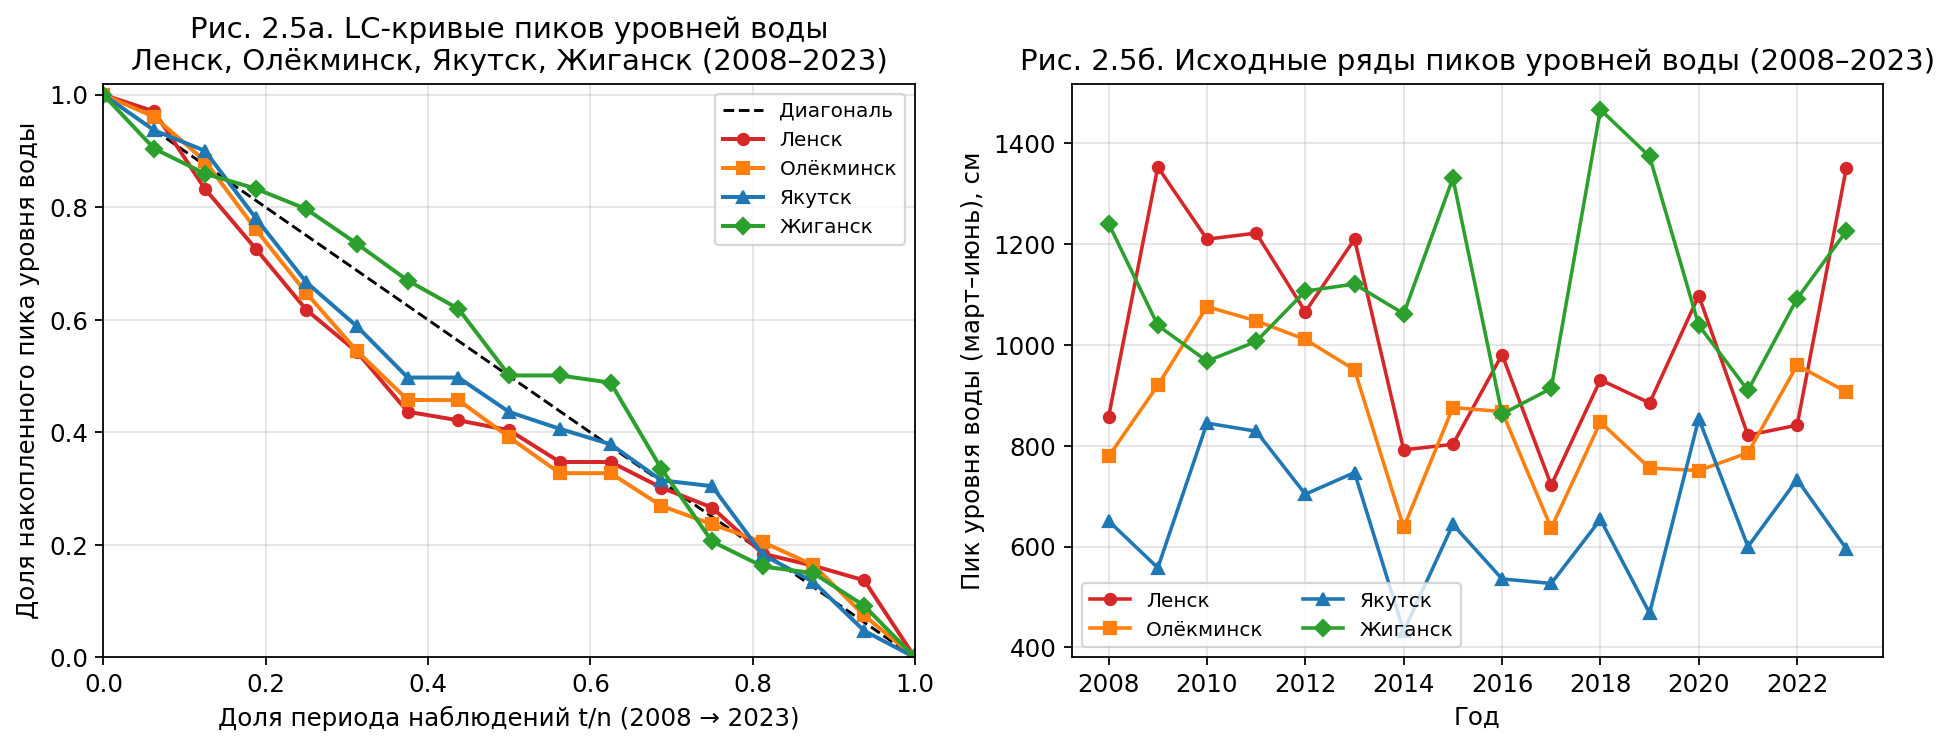 Рис. 2.5а. LC-кривые пиков уровней воды
Ленск, Олёкминск, Якутск, Жиганск (2008–2023)
Доля накопленного пика уровня воды
1.0
0.8
0.6
0.4
0.2
0.0
Диагональ
Ленск
Олёкминск
Якутск
Жиганск
0.0 0.2 0.4 0.6 0.8 1.0
Доля периода наблюдений t/n (2008 → 2023)
Рис. 2.5б. Исходные ряды пиков уровней воды (2008–2023)
Пик уровня воды (март–июнь), см
1400
1200
1000
800
600
400
Ленск Якутск
Олёкминск Жиганск
2008 2010 2012 2014 2016 2018 2020 2022
Год